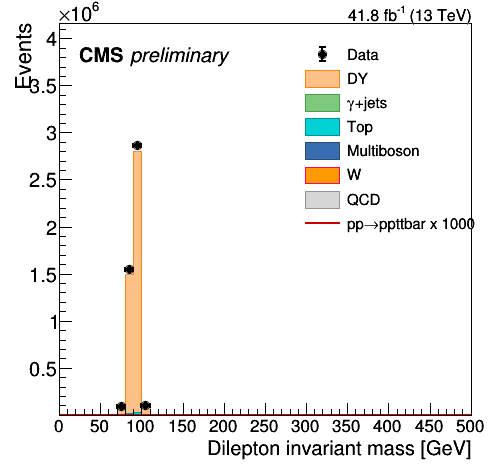 ×10⁶
41.8 fb⁻¹ (13 TeV)
Events
CMS preliminary
Data
DY
γ+jets
Top
Multiboson
W
QCD
pp→ppttbar x 1000
4
3.5
3
2.5
2
1.5
1
0.5
0 50 100 150 200 250 300 350 400 450 500
Dilepton invariant mass [GeV]